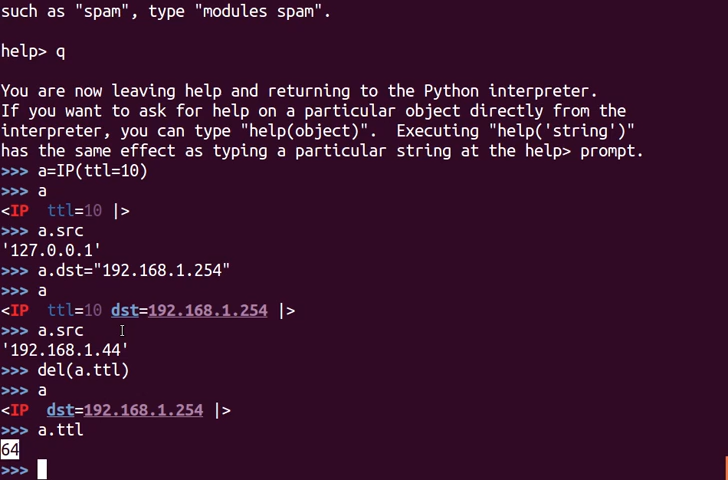 such as "spam", type "modules spam".
help> q
You are now leaving help and returning to the Python interpreter.
If you want to ask for help on a particular object directly from the
interpreter, you can type "help(object)".  Executing "help('string')"
has the same effect as typing a particular string at the help> prompt.
>>> a=IP(ttl=10)
>>> a
<IP  ttl=10 |>
>>> a.src
'127.0.0.1'
>>> a.dst="192.168.1.254"
>>> a
<IP  ttl=10 dst=192.168.1.254 |>
>>> a.src
'192.168.1.44'
>>> del(a.ttl)
>>> a
<IP  dst=192.168.1.254 |>
>>> a.ttl
64
>>>